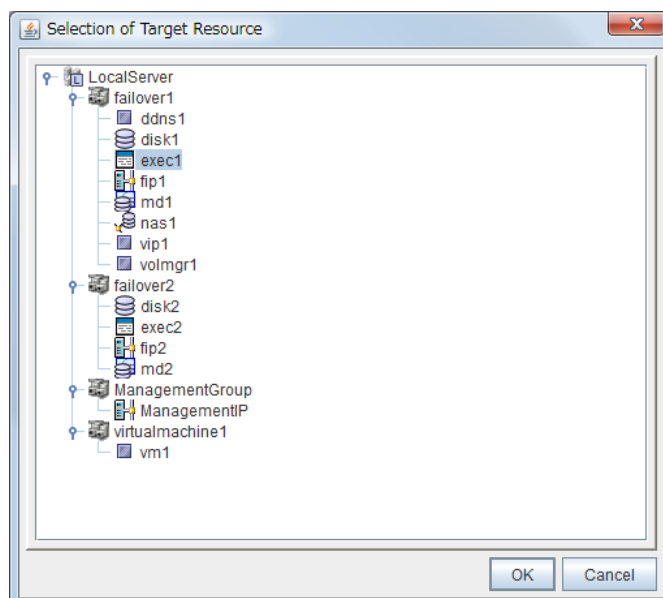 Selection of Target Resource
LocalServer
failover1
ddns1
disk1
exec1
fip1
md1
nas1
vip1
volmgr1
failover2
disk2
exec2
fip2
md2
ManagementGroup
ManagementIP
virtualmachine1
vm1
OK Cancel